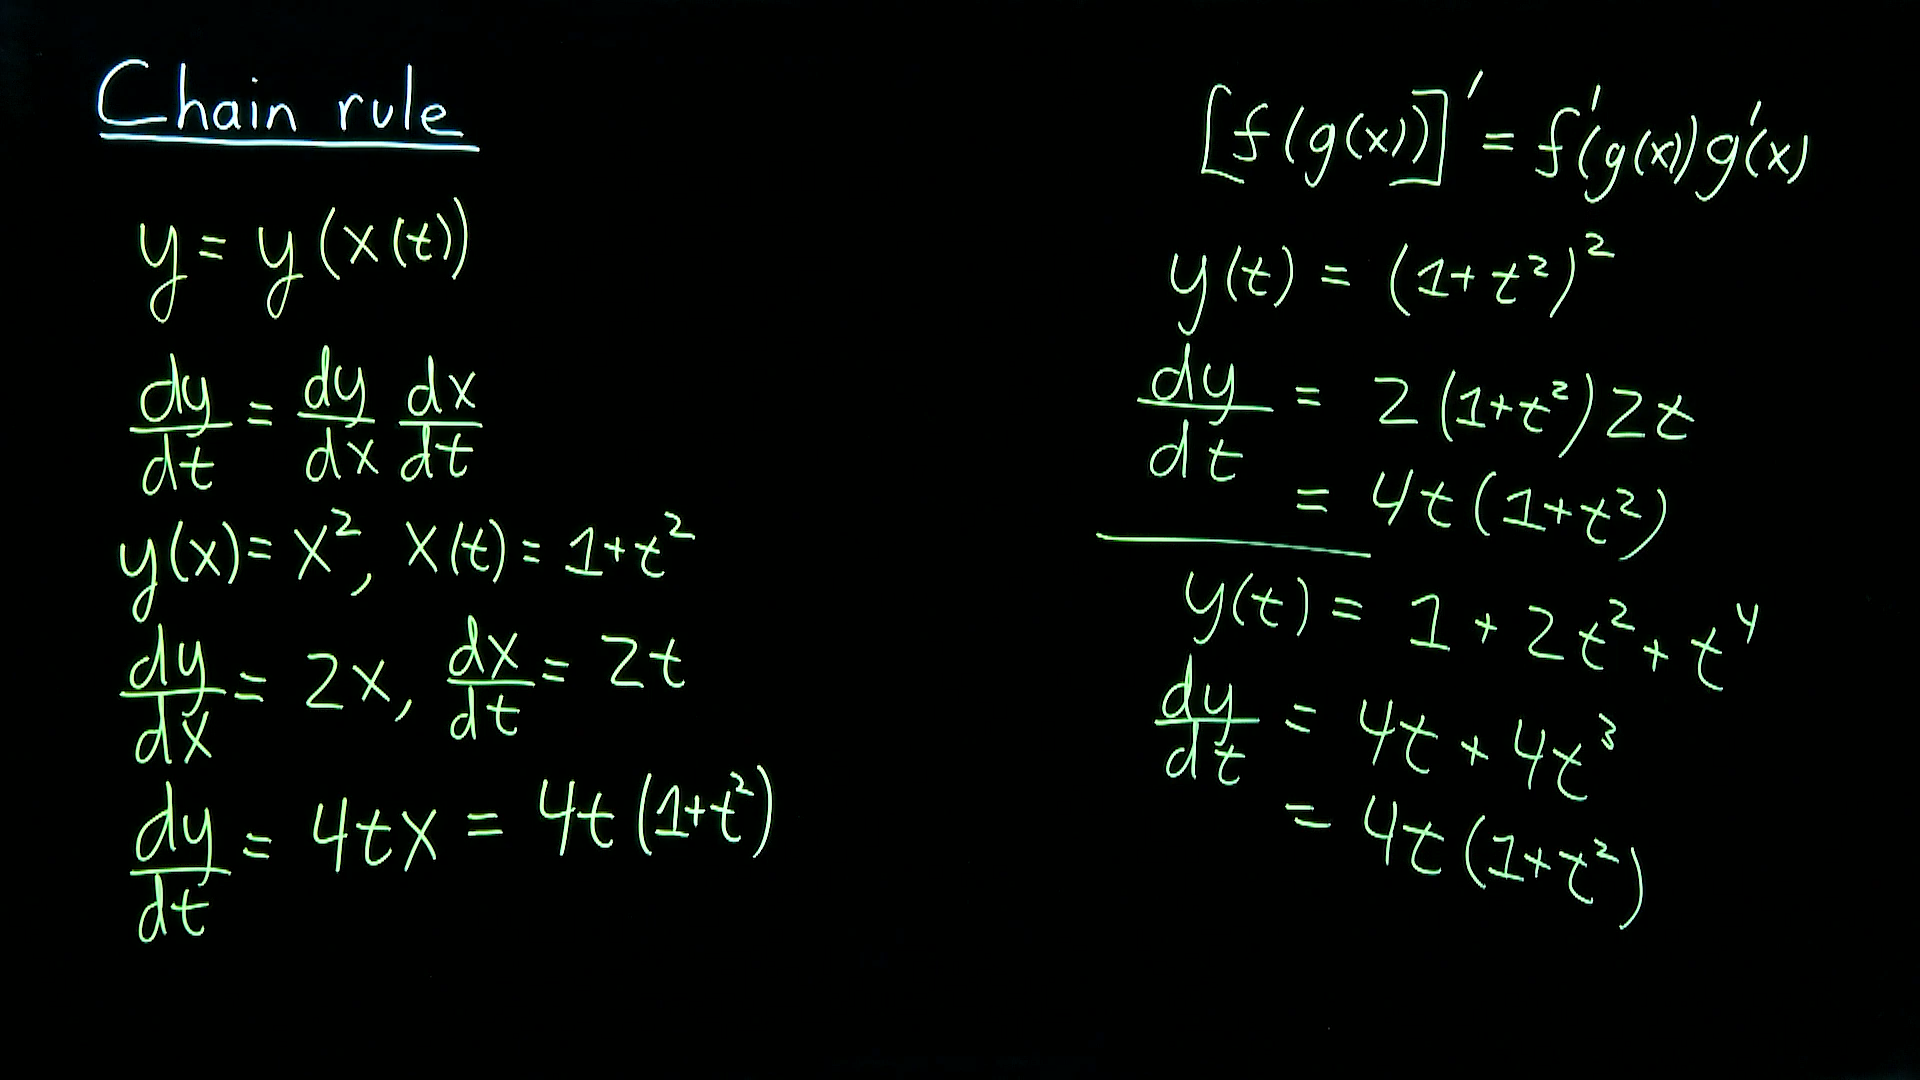 Chain rule
y = y(x(t))
dy/dt = dy/dx dx/dt
y(x) = x², x(t) = 1+t²
dy/dx = 2x, dx/dt = 2t
dy/dt = 4tx = 4t(1+t²)
[f(g(x))]' = f'(g(x))g'(x)
y(t) = (1+t²)²
dy/dt = 2(1+t²)2t
= 4t(1+t²)
y(t) = 1 + 2t² + t⁴
dy/dt = 4t + 4t³
= 4t(1+t²)